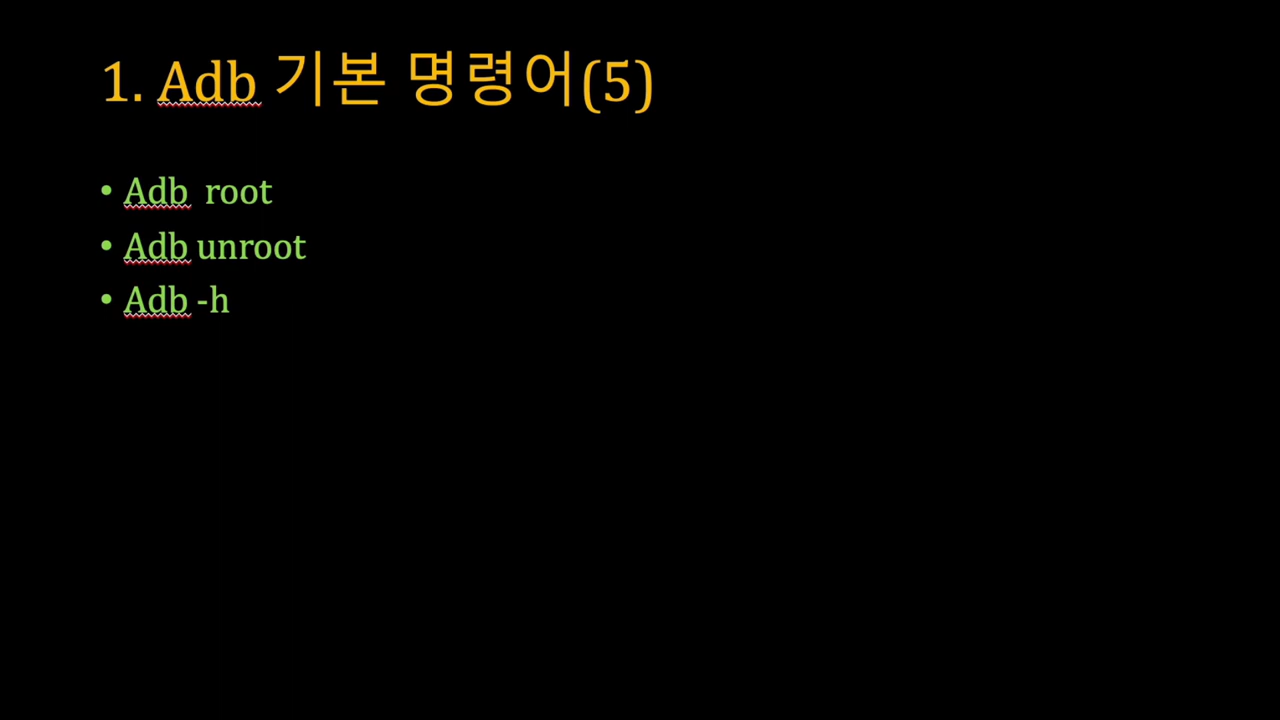 1. Adb 기본 명령어(5)
• Adb  root
• Adb unroot
• Adb -h